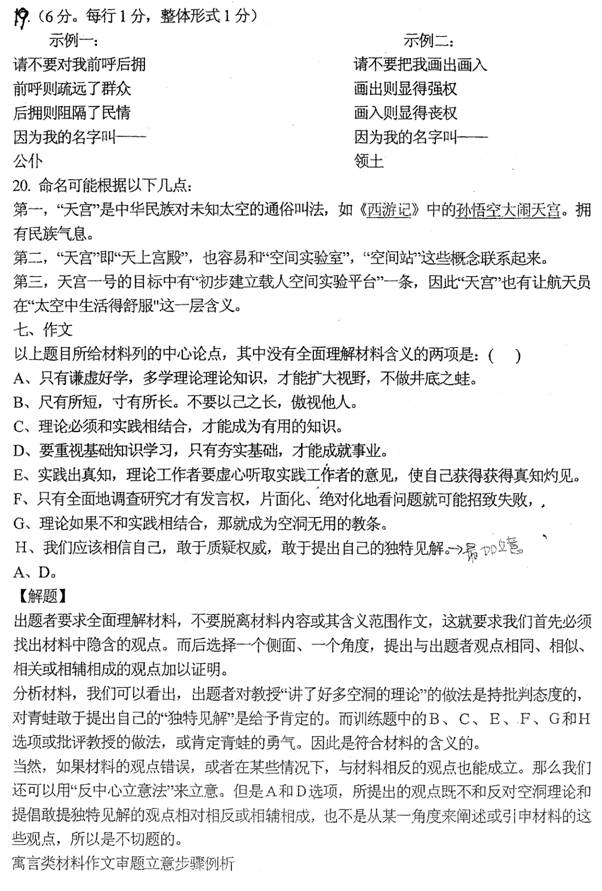 19.（6分。每行1分，整体形式1分）
示例一： 示例二：
请不要对我前呼后拥 请不要把我画出画入
前呼则疏远了群众 画出则显得强权
后拥则阻隔了民情 画入则显得丧权
因为我的名字叫—— 因为我的名字叫——
公仆 领土
20. 命名可能根据以下几点：
第一，“天宫”是中华民族对未知太空的通俗叫法，如《西游记》中的孙悟空大闹天宫。拥
有民族气息。
第二，“天宫”即“天上宫殿”，也容易和“空间实验室”，“空间站”这些概念联系起来。
第三，天宫一号的目标中有“初步建立载人空间实验平台”一条，因此“天宫”也有让航天员
在“太空中生活得舒服"这一层含义。
七、作文
以上题目所给材料列的中心论点，其中没有全面理解材料含义的两项是：(　)
A、只有谦虚好学，多学理论理论知识，才能扩大视野，不做井底之蛙。
B、尺有所短，寸有所长。不要以己之长，傲视他人。
C、理论必须和实践相结合，才能成为有用的知识。
D、要重视基础知识学习，只有夯实基础，才能成就事业。
E、实践出真知，理论工作者要虚心听取实践工作者的意见，使自己获得获得真知灼见。
F、只有全面地调查研究才有发言权，片面化、绝对化地看问题就可能招致失败，.
G、理论如果不和实践相结合，那就成为空洞无用的教条。
H、我们应该相信自己，敢于质疑权威，敢于提出自己的独特见解。→最加立意。
A、D。
【解题】
出题者要求全面理解材料，不要脱离材料内容或其含义范围作文，这就要求我们首先必须
找出材料中隐含的观点。而后选择一个侧面、一个角度，提出与出题者观点相同、相似、
相关或相辅相成的观点加以证明。
分析材料，我们可以看出，出题者对教授“讲了好多空洞的理论”的做法是持批判态度的，
对青蛙敢于提出自己的“独特见解”是给予肯定的。而训练题中的B、C、E、F、G和H
选项或批评教授的做法，或肯定青蛙的勇气。因此是符合材料的含义的。
当然，如果材料的观点错误，或者在某些情况下，与材料相反的观点也能成立。那么我们
还可以用“反中心立意法”来立意。但是A和D选项，所提出的观点既不和反对空洞理论和
提倡敢提独特见解的观点相对相反或相辅相成，也不是从某一角度来阐述或引申材料的这
些观点，所以是不切题的。
寓言类材料作文审题立意步骤例析